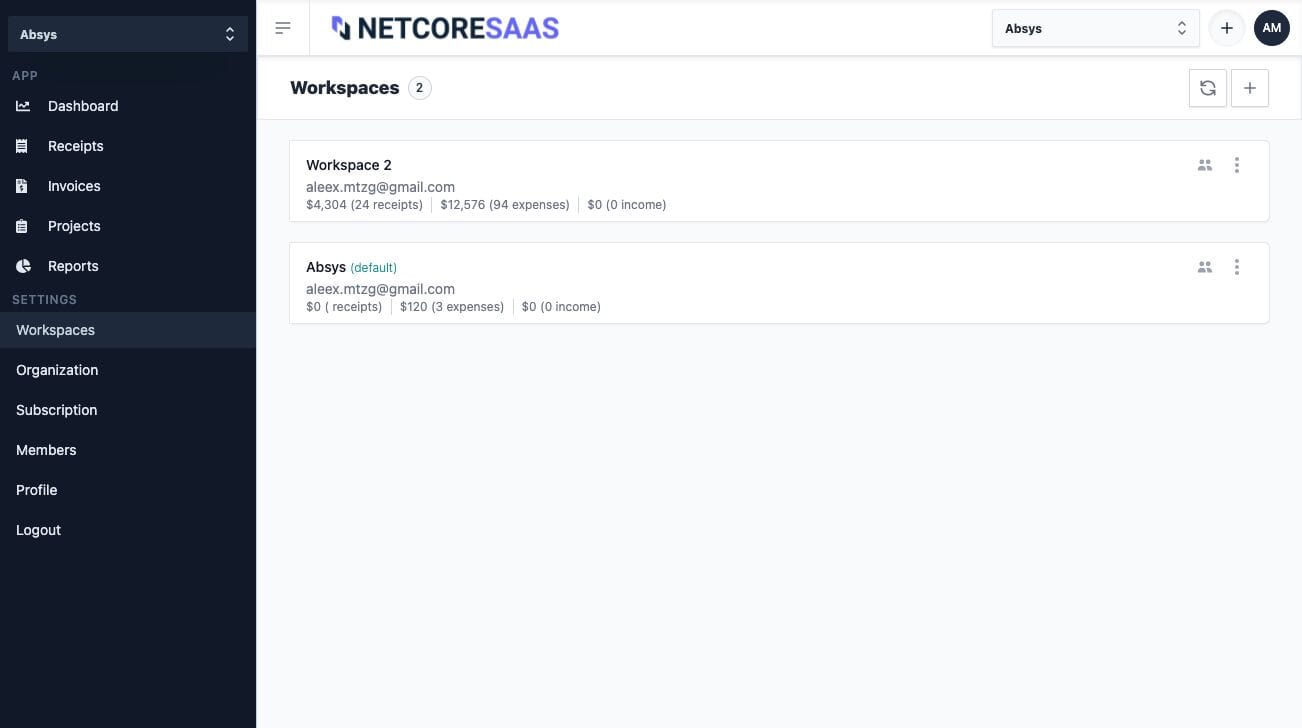 Absys
APP
Dashboard
Receipts
Invoices
Projects
Reports
SETTINGS
Workspaces
Organization
Subscription
Members
Profile
Logout
NETCORESAAS
Absys
AM
Workspaces 2
Workspace 2
aleex.mtzg@gmail.com
$4,304 (24 receipts) $12,576 (94 expenses) $0 (0 income)
Absys (default)
aleex.mtzg@gmail.com
$0 ( receipts) $120 (3 expenses) $0 (0 income)